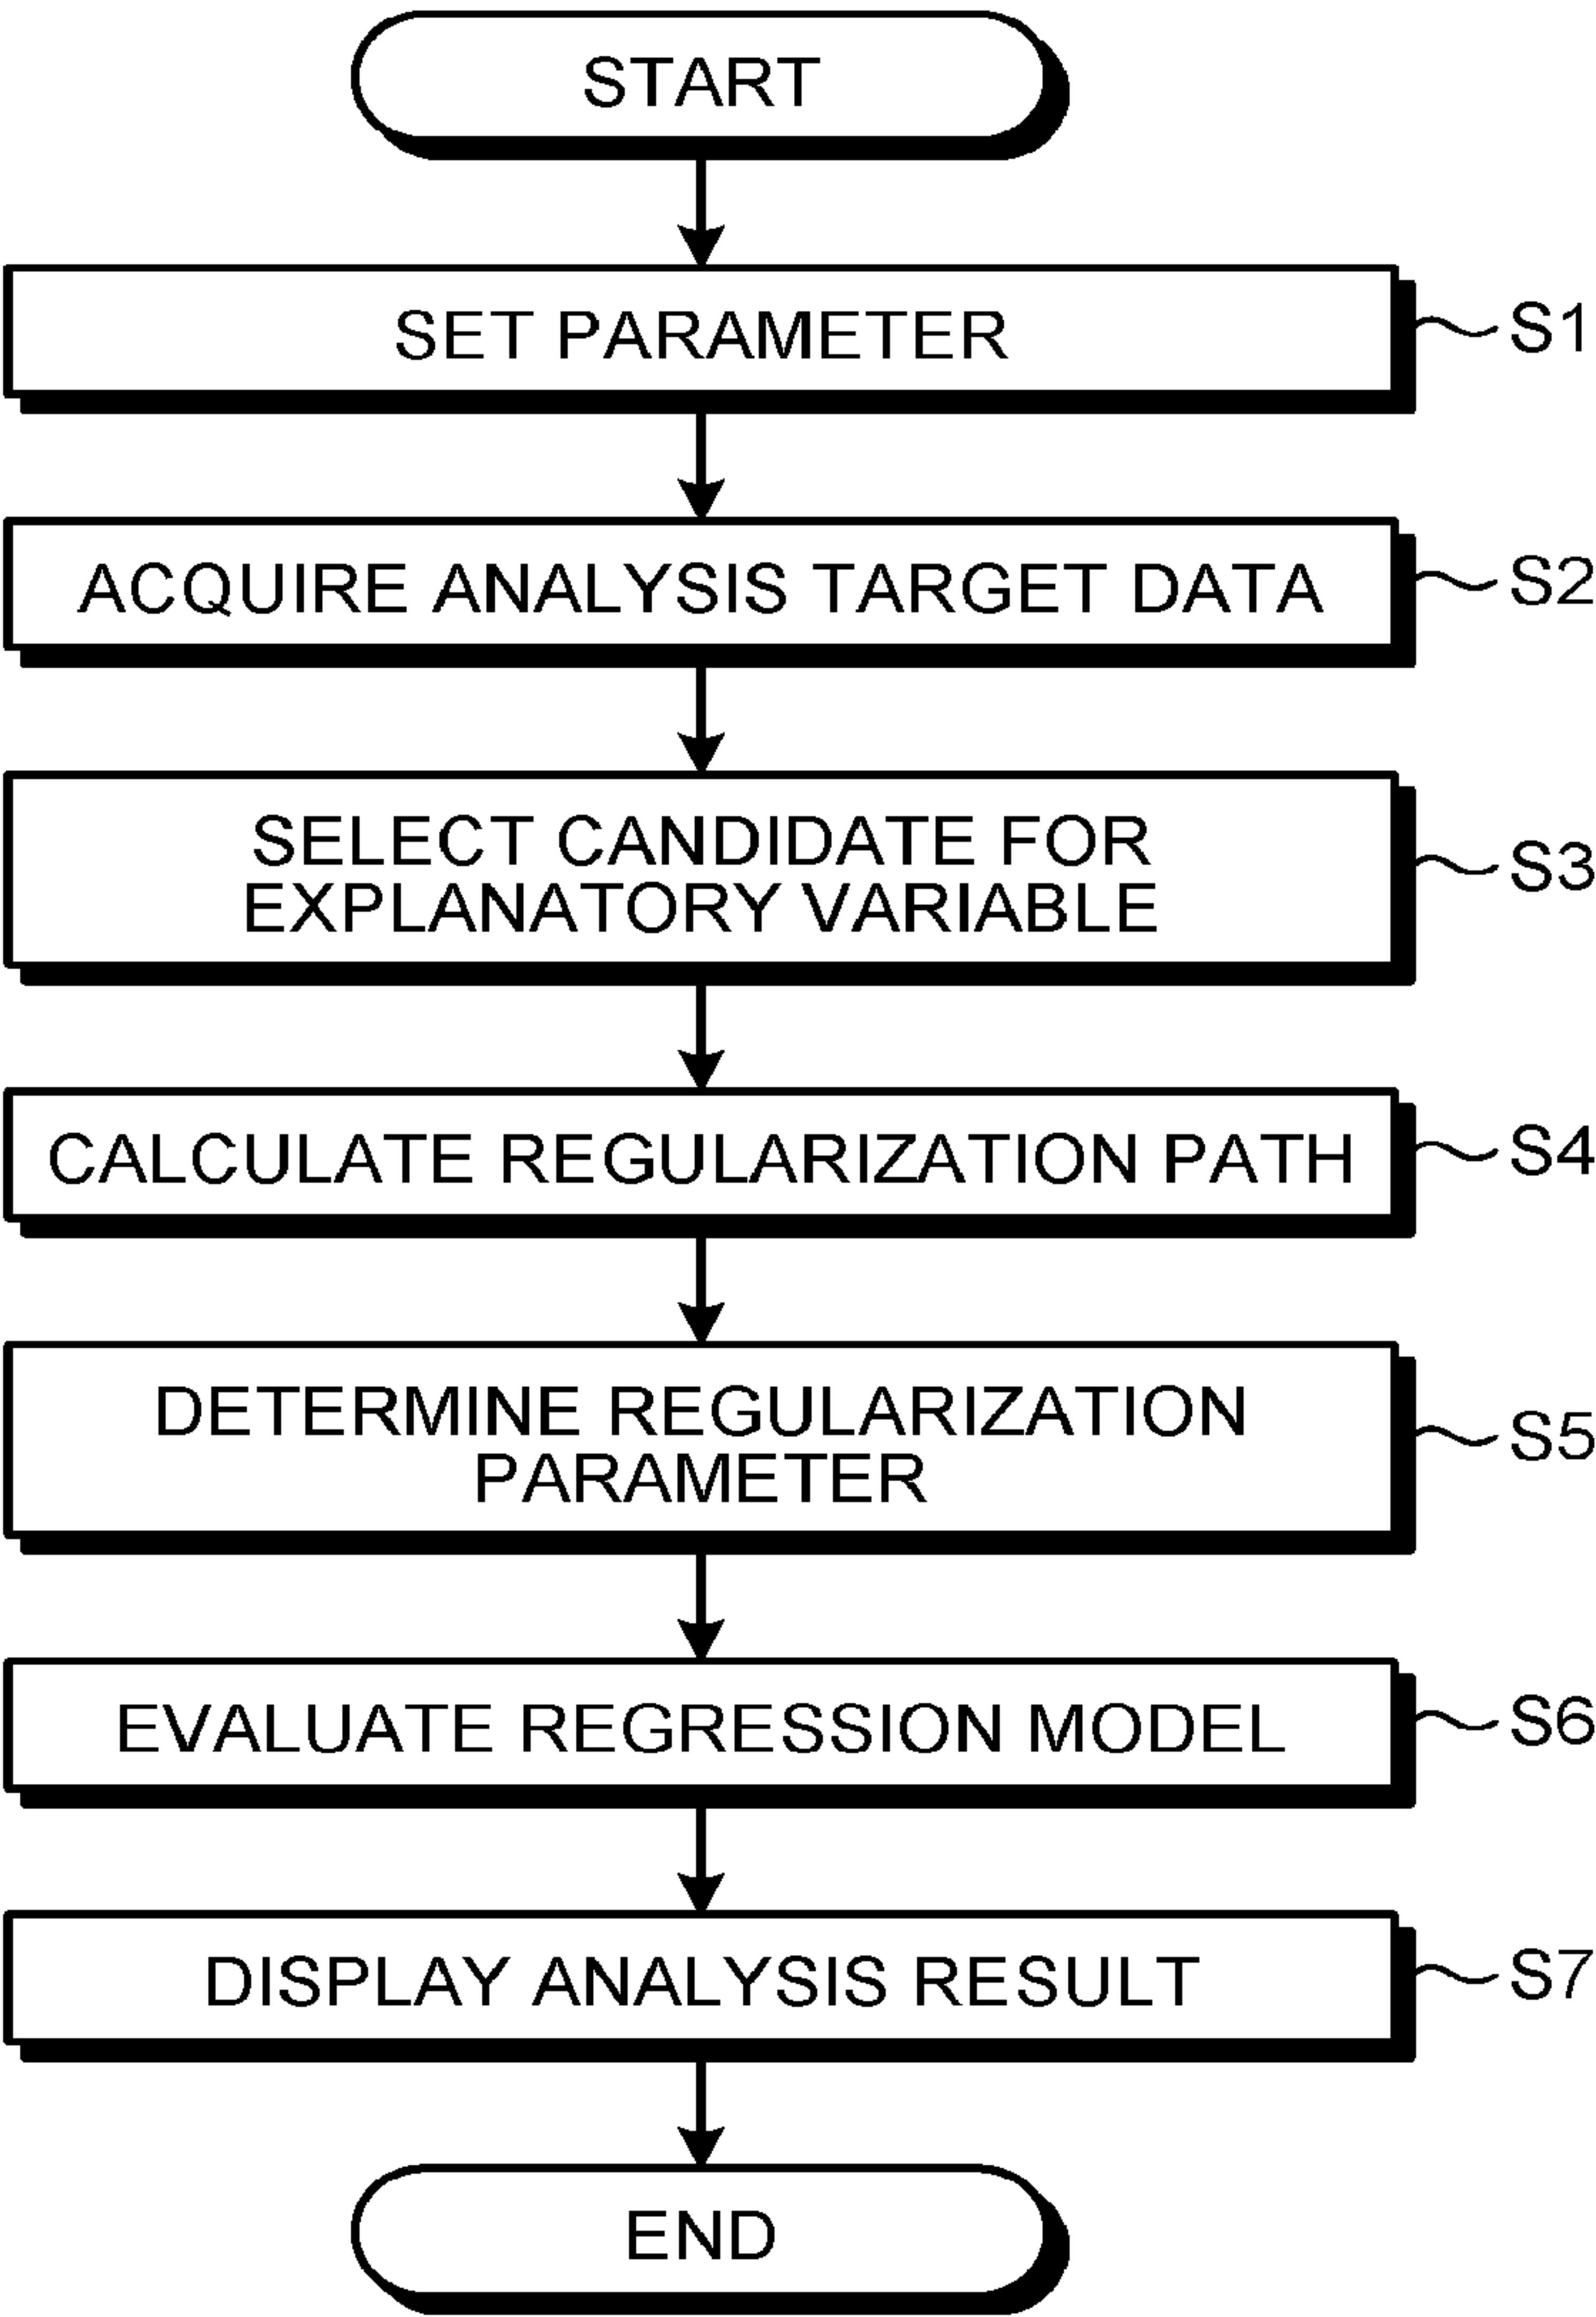 START
SET PARAMETER
S1
ACQUIRE ANALYSIS TARGET DATA
S2
SELECT CANDIDATE FOR
EXPLANATORY VARIABLE
S3
CALCULATE REGULARIZATION PATH
S4
DETERMINE REGULARIZATION
PARAMETER
S5
EVALUATE REGRESSION MODEL
S6
DISPLAY ANALYSIS RESULT
S7
END